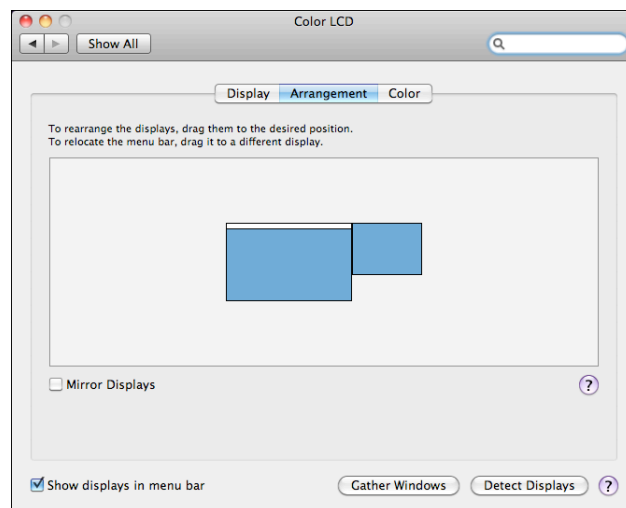 Color LCD
Show All
Display Arrangement Color
To rearrange the displays, drag them to the desired position.
To relocate the menu bar, drag it to a different display.
Mirror Displays
?
Show displays in menu bar
Gather Windows
Detect Displays
?